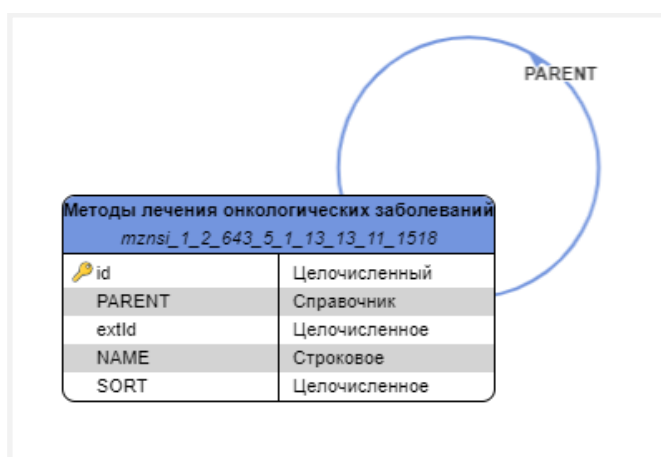 PARENT
Методы лечения онкологических заболеваний
mznsi_1_2_643_5_1_13_13_11_1518
id Целочисленный
PARENT Справочник
extId Целочисленное
NAME Строковое
SORT Целочисленное